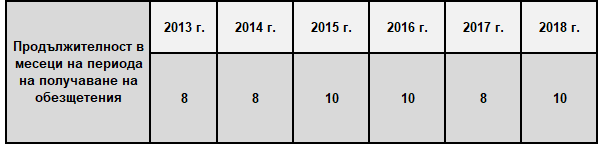 Продължителност в
месеци на периода
на получаване на
обезщетения
2013 г. 2014 г. 2015 г. 2016 г. 2017 г. 2018 г.
8 8 10 10 8 10